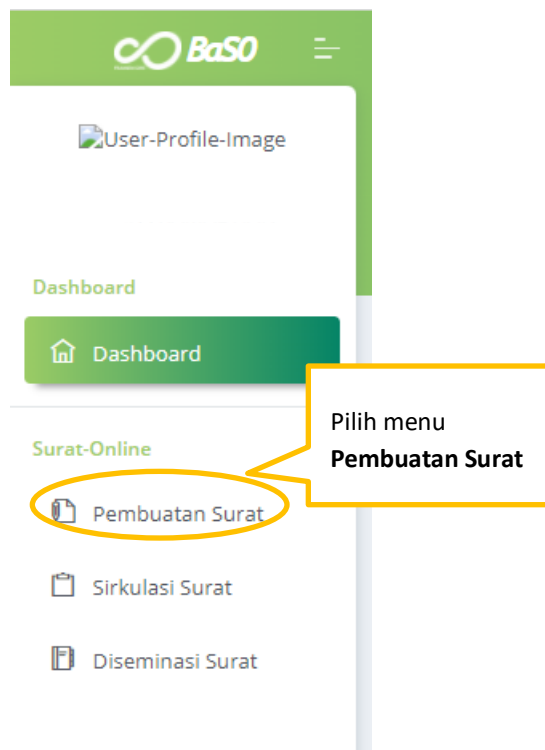 BaSO
User-Profile-Image
Dashboard
Dashboard
Pilih menu
Pembuatan Surat
Surat-Online
Pembuatan Surat
Sirkulasi Surat
Diseminasi Surat